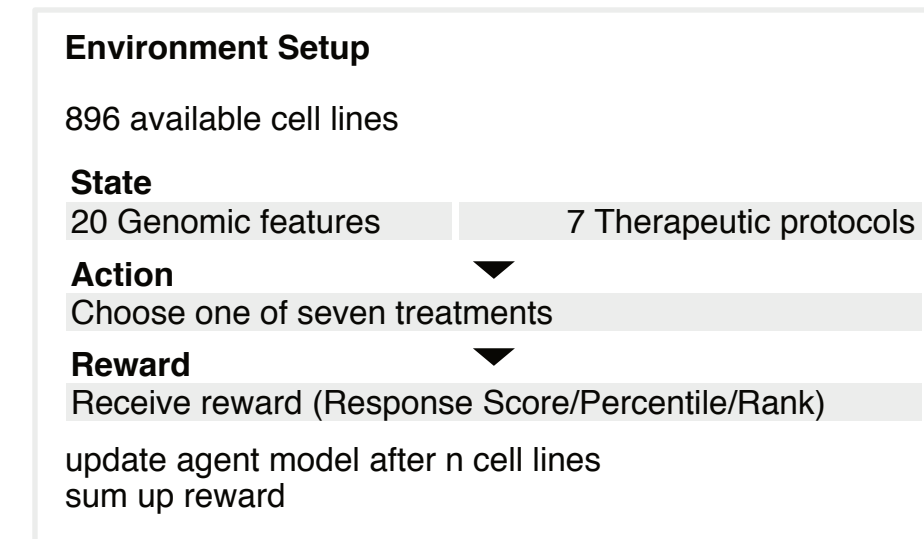 Environment Setup
896 available cell lines
State
20 Genomic features 7 Therapeutic protocols
Action
Choose one of seven treatments
Reward
Receive reward (Response Score/Percentile/Rank)
update agent model after n cell lines
sum up reward